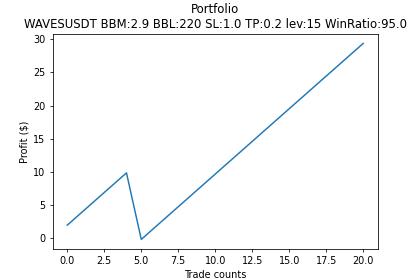 Portfolio
WAVESUSDT BBM:2.9 BBL:220 SL:1.0 TP:0.2 lev:15 WinRatio:95.0
30
25
20
15
10
5
0
Profit ($)
0.0 2.5 5.0 7.5 10.0 12.5 15.0 17.5 20.0
Trade counts